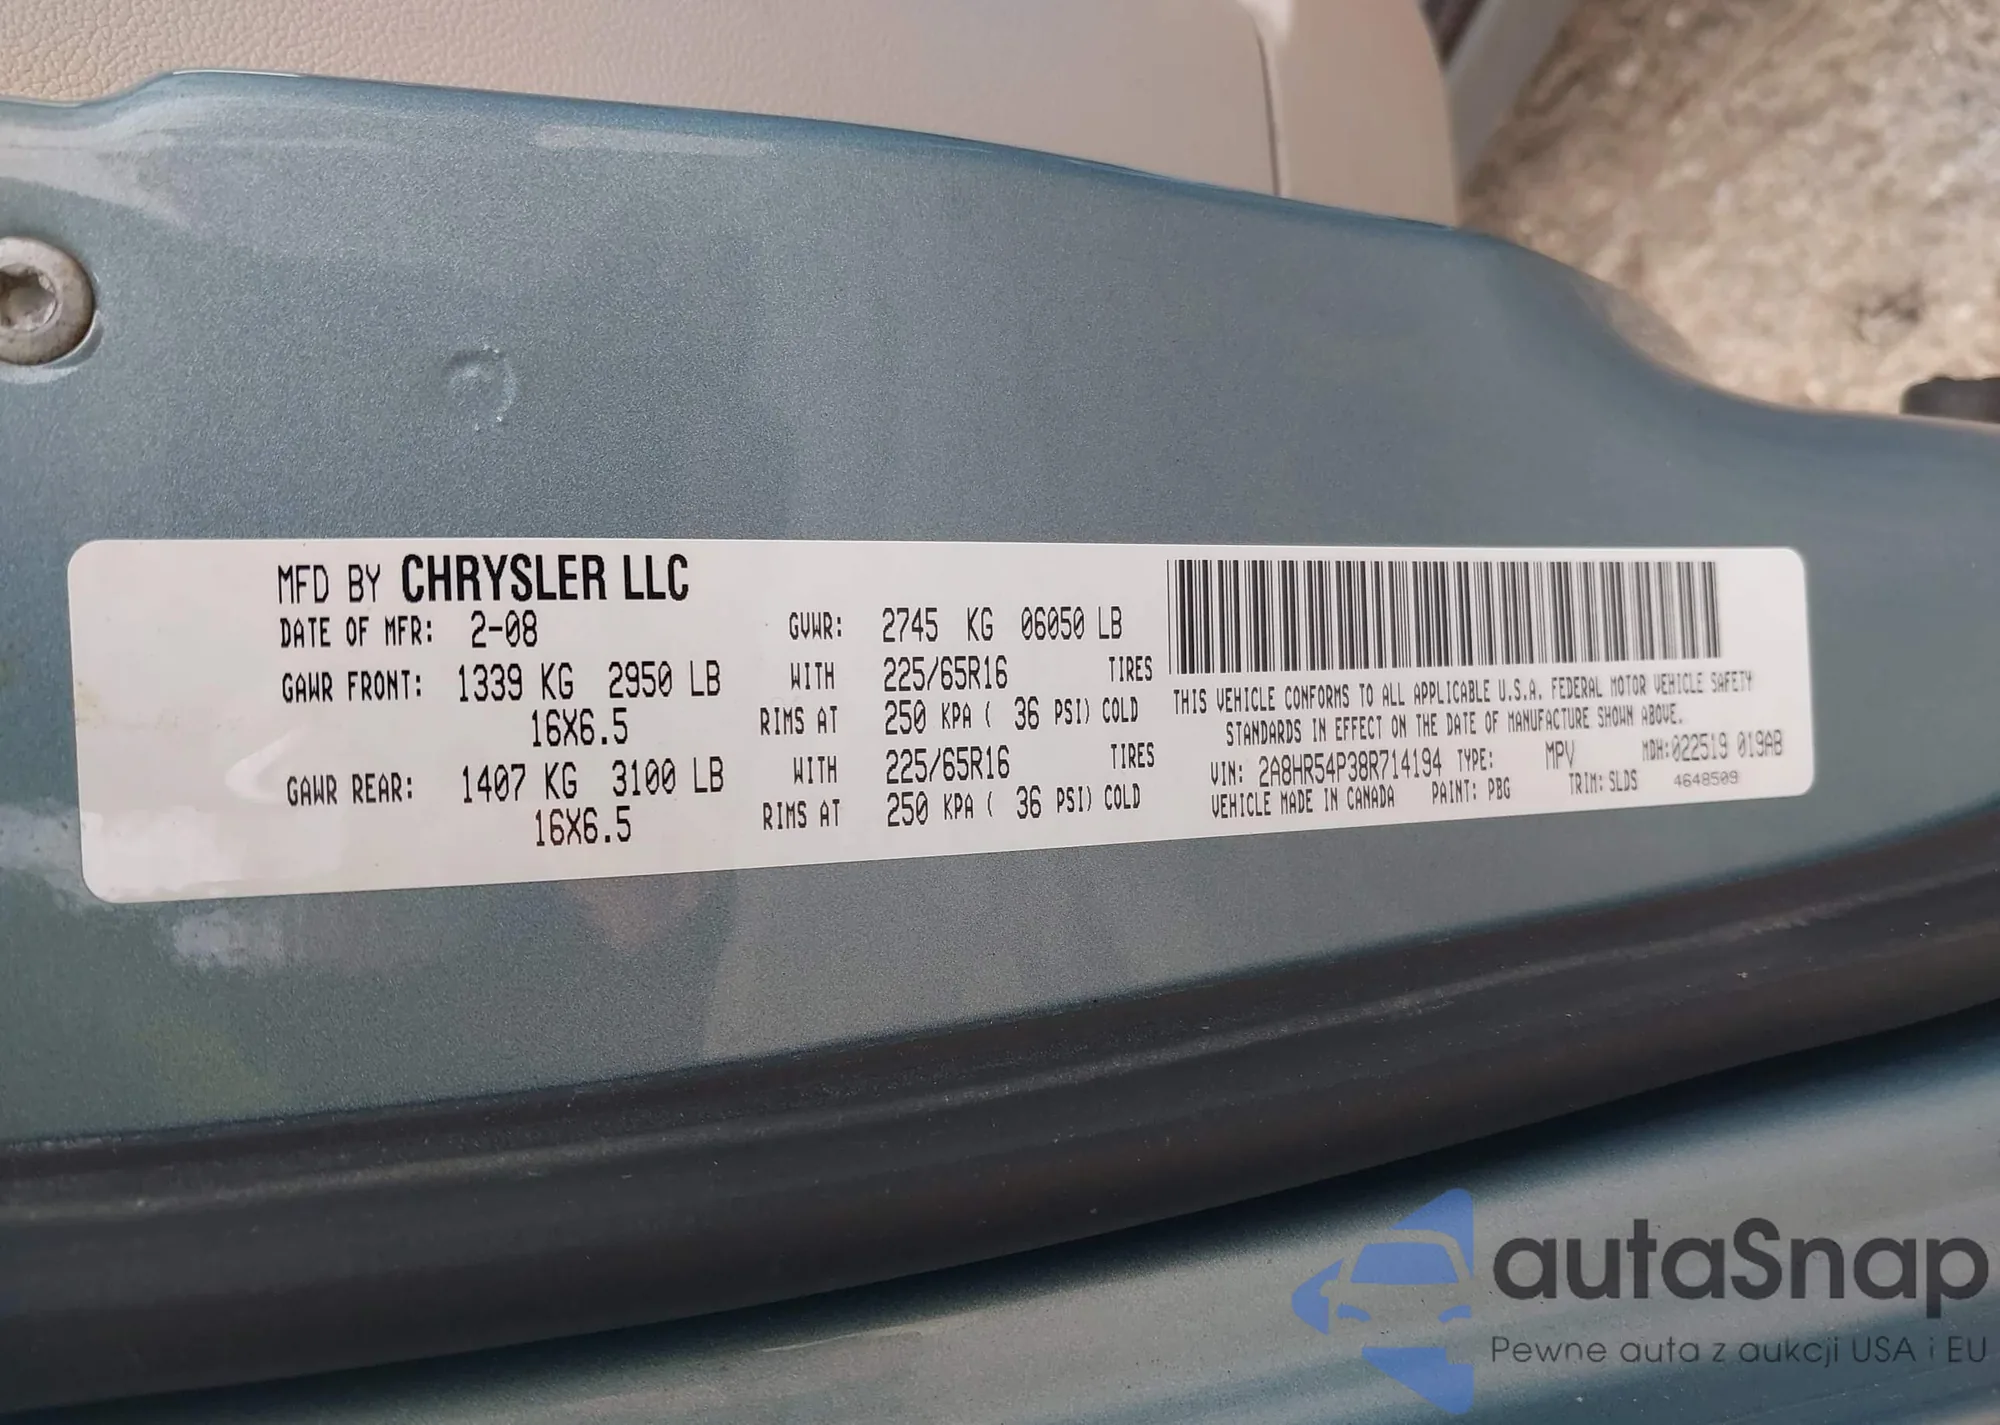 MFD BY CHRYSLER LLC
DATE OF MFR: 2-08 GVWR: 2745 KG 06050 LB
GAWR FRONT: 1339 KG 2950 LB WITH 225/65R16 TIRES
16X6.5 RIMS AT 250 KPA ( 36 PSI) COLD
GAWR REAR: 1407 KG 3100 LB WITH 225/65R16 TIRES
16X6.5 RIMS AT 250 KPA ( 36 PSI) COLD
THIS VEHICLE CONFORMS TO ALL APPLICABLE U.S.A. FEDERAL MOTOR VEHICLE SAFETY
STANDARDS IN EFFECT ON THE DATE OF MANUFACTURE SHOWN ABOVE.
VIN: 2A8HR54P38R714194 TYPE: MPV MDH:022519 019AB
VEHICLE MADE IN CANADA PAINT: PBG TRIM: SLDS 4648509
autaSnap
Pewne auta z aukcji USA i EU